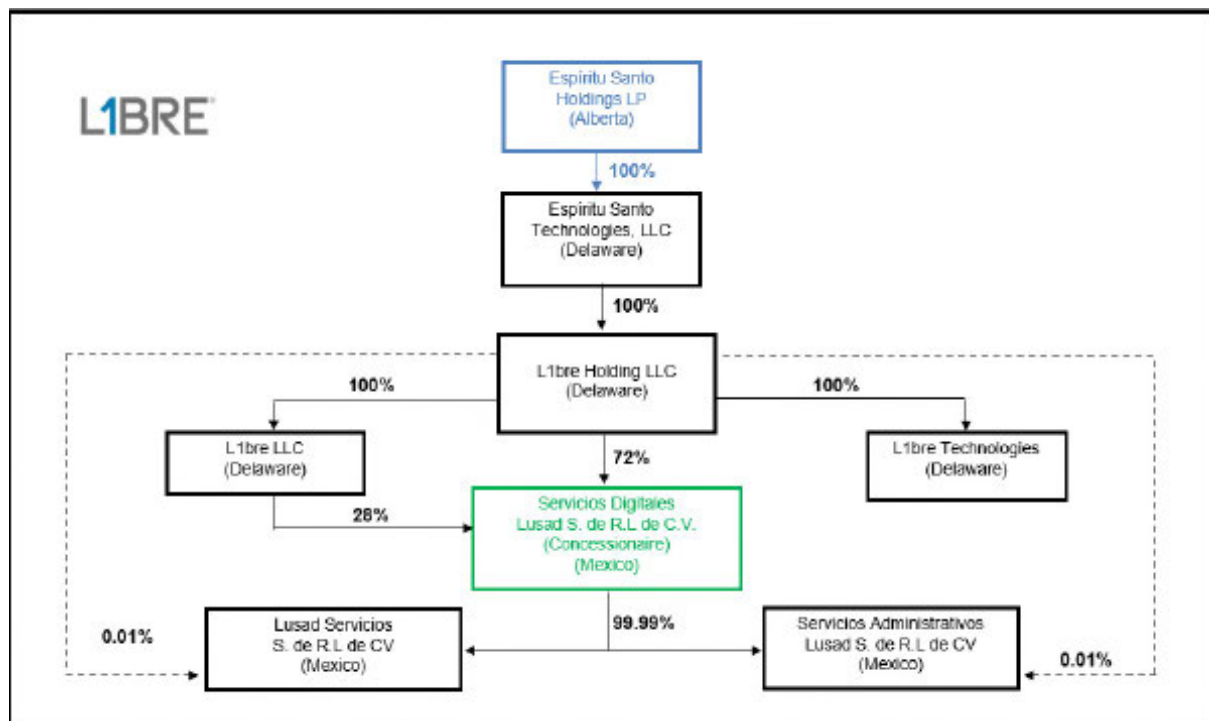 L1BRE
Espíritu Santo
Holdings LP
(Alberta)
100%
Espíritu Santo
Technologies, LLC
(Delaware)
100%
L1bre Holding LLC
(Delaware)
100%
100%
L1bre LLC
(Delaware)
72%
L1bre Technologies
(Delaware)
28%
Servicios Digitales
Lusad S. de R.L de C.V.
(Concessionaire)
(Mexico)
99.99%
0.01%
Lusad Servicios
S. de R.L de CV
(Mexico)
Servicios Administrativos
Lusad S. de R.L de CV
(Mexico)
0.01%